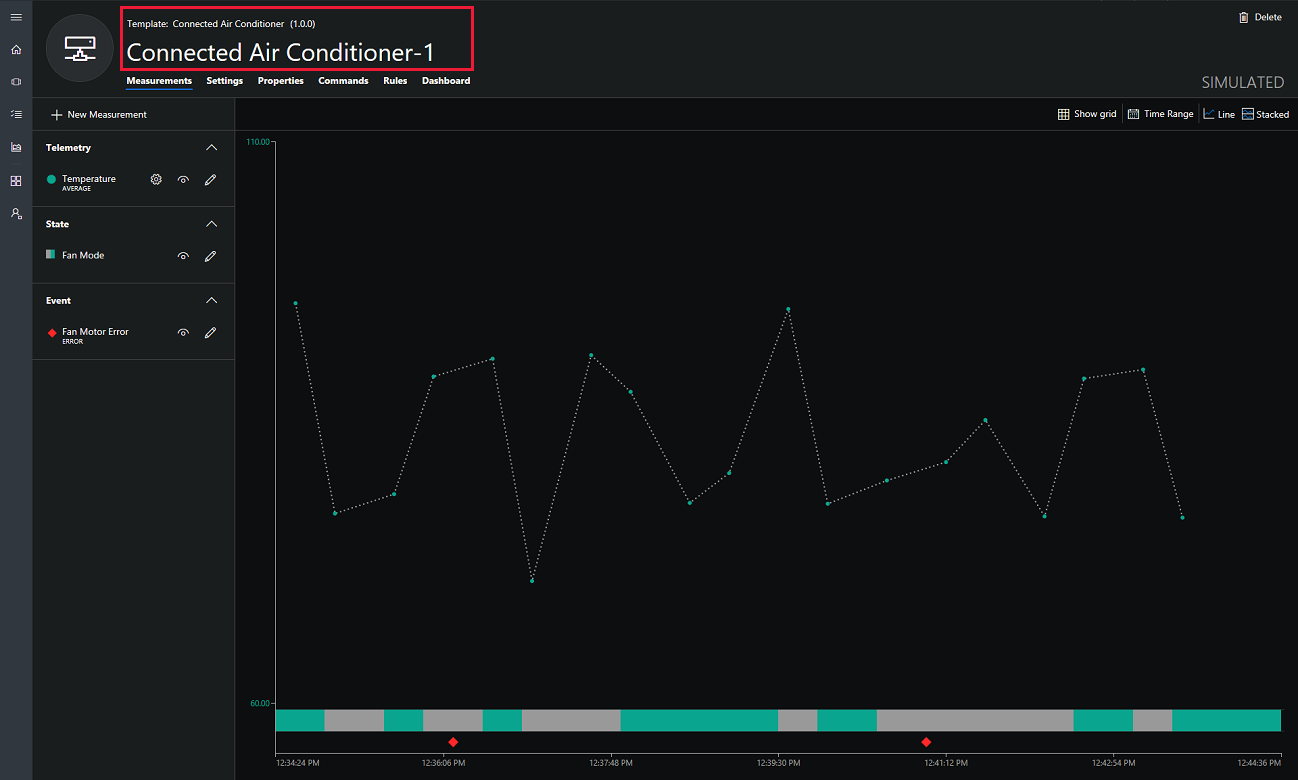 Template: Connected Air Conditioner (1.0.0)
Delete
Connected Air Conditioner-1
Measurements Settings Properties Commands Rules Dashboard
SIMULATED
New Measurement
Show grid Time Range Line Stacked
Telemetry
110.00
Temperature
AVERAGE
State
Fan Mode
Event
Fan Motor Error
ERROR
60.00
12:34:24 PM 12:36:06 PM 12:37:48 PM 12:39:30 PM 12:41:12 PM 12:42:54 PM 12:44:36 PM